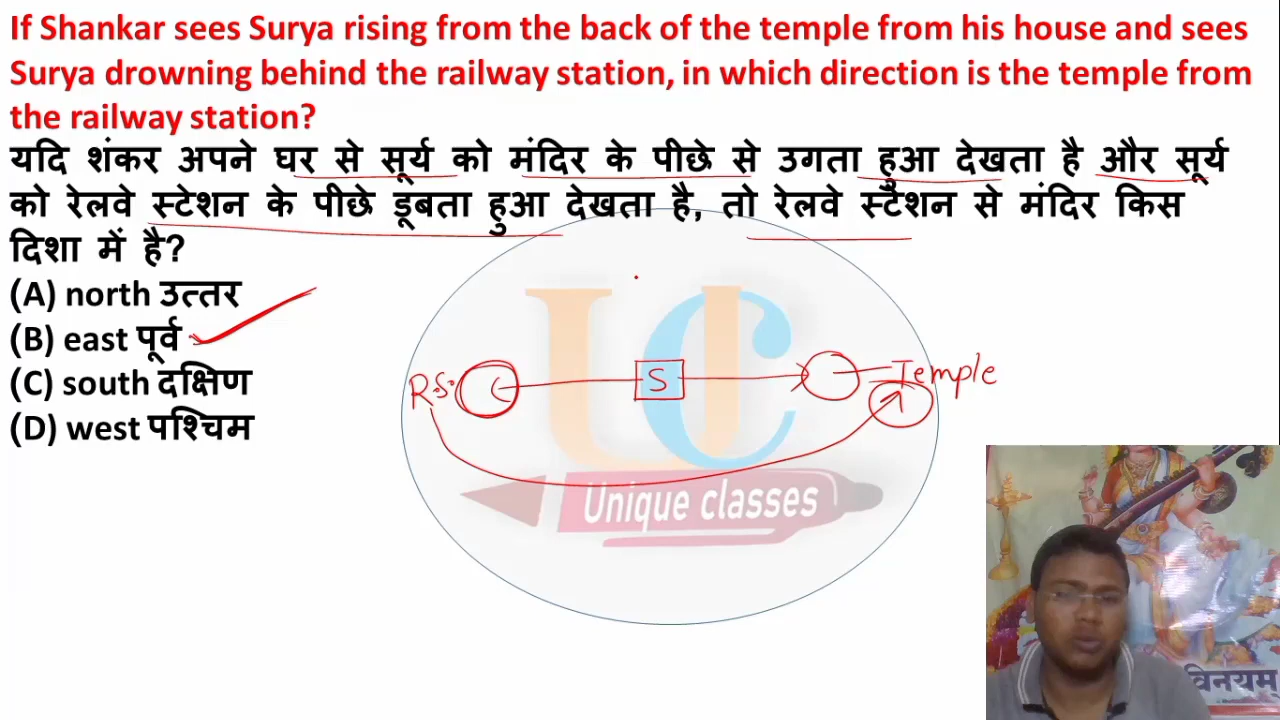 If Shankar sees Surya rising from the back of the temple from his house and sees
Surya drowning behind the railway station, in which direction is the temple from
the railway station?
यदि शंकर अपने घर से सूर्य को मंदिर के पीछे से उगता हुआ देखता है और सूर्य
को रेलवे स्टेशन के पीछे डूबता हुआ देखता है, तो रेलवे स्टेशन से मंदिर किस
दिशा में है?
(A) north उत्तर
(B) east पूर्व
(C) south दक्षिण
(D) west पश्चिम
R.S.
S
Temple
UC
Unique classes
विनयम्